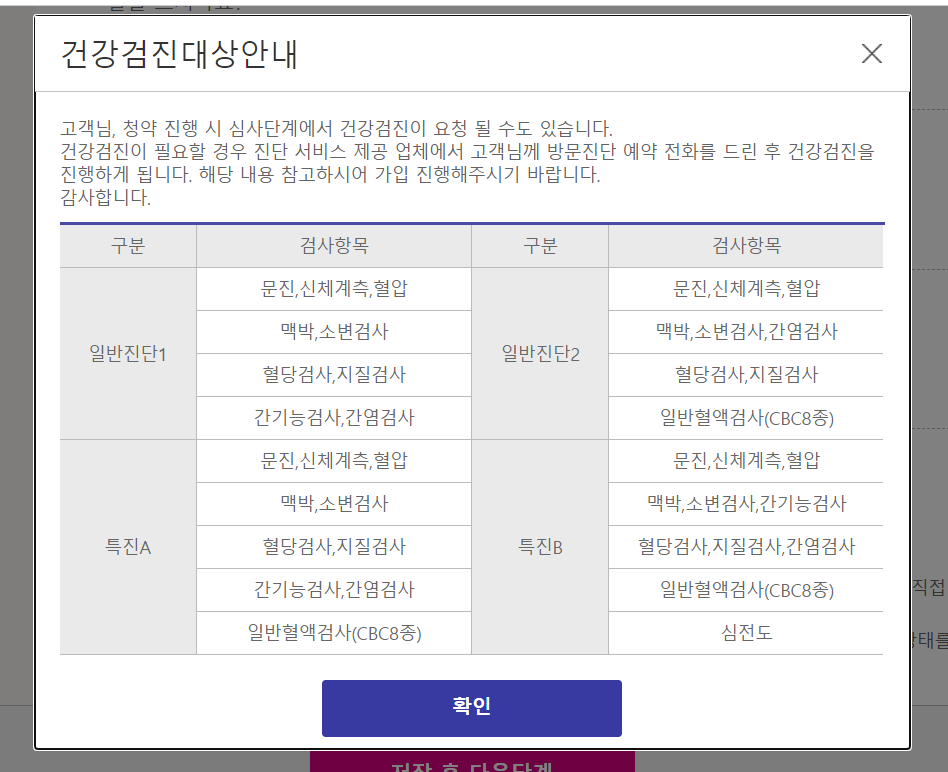 건강검진대상안내
고객님, 청약 진행 시 심사단계에서 건강검진이 요청 될 수도 있습니다.
건강검진이 필요할 경우 진단 서비스 제공 업체에서 고객님께 방문진단 예약 전화를 드린 후 건강검진을
진행하게 됩니다. 해당 내용 참고하시어 가입 진행해주시기 바랍니다.
감사합니다.
구분 검사항목 구분 검사항목
일반진단1
문진,신체계측,혈압
맥박,소변검사
혈당검사,지질검사
간기능검사,간염검사
일반진단2
문진,신체계측,혈압
맥박,소변검사,간염검사
혈당검사,지질검사
일반혈액검사(CBC8종)
특진A
문진,신체계측,혈압
맥박,소변검사
혈당검사,지질검사
간기능검사,간염검사
일반혈액검사(CBC8종)
특진B
문진,신체계측,혈압
맥박,소변검사,간기능검사
혈당검사,지질검사,간염검사
일반혈액검사(CBC8종)
심전도
확인
직접
저장 후 다음단계